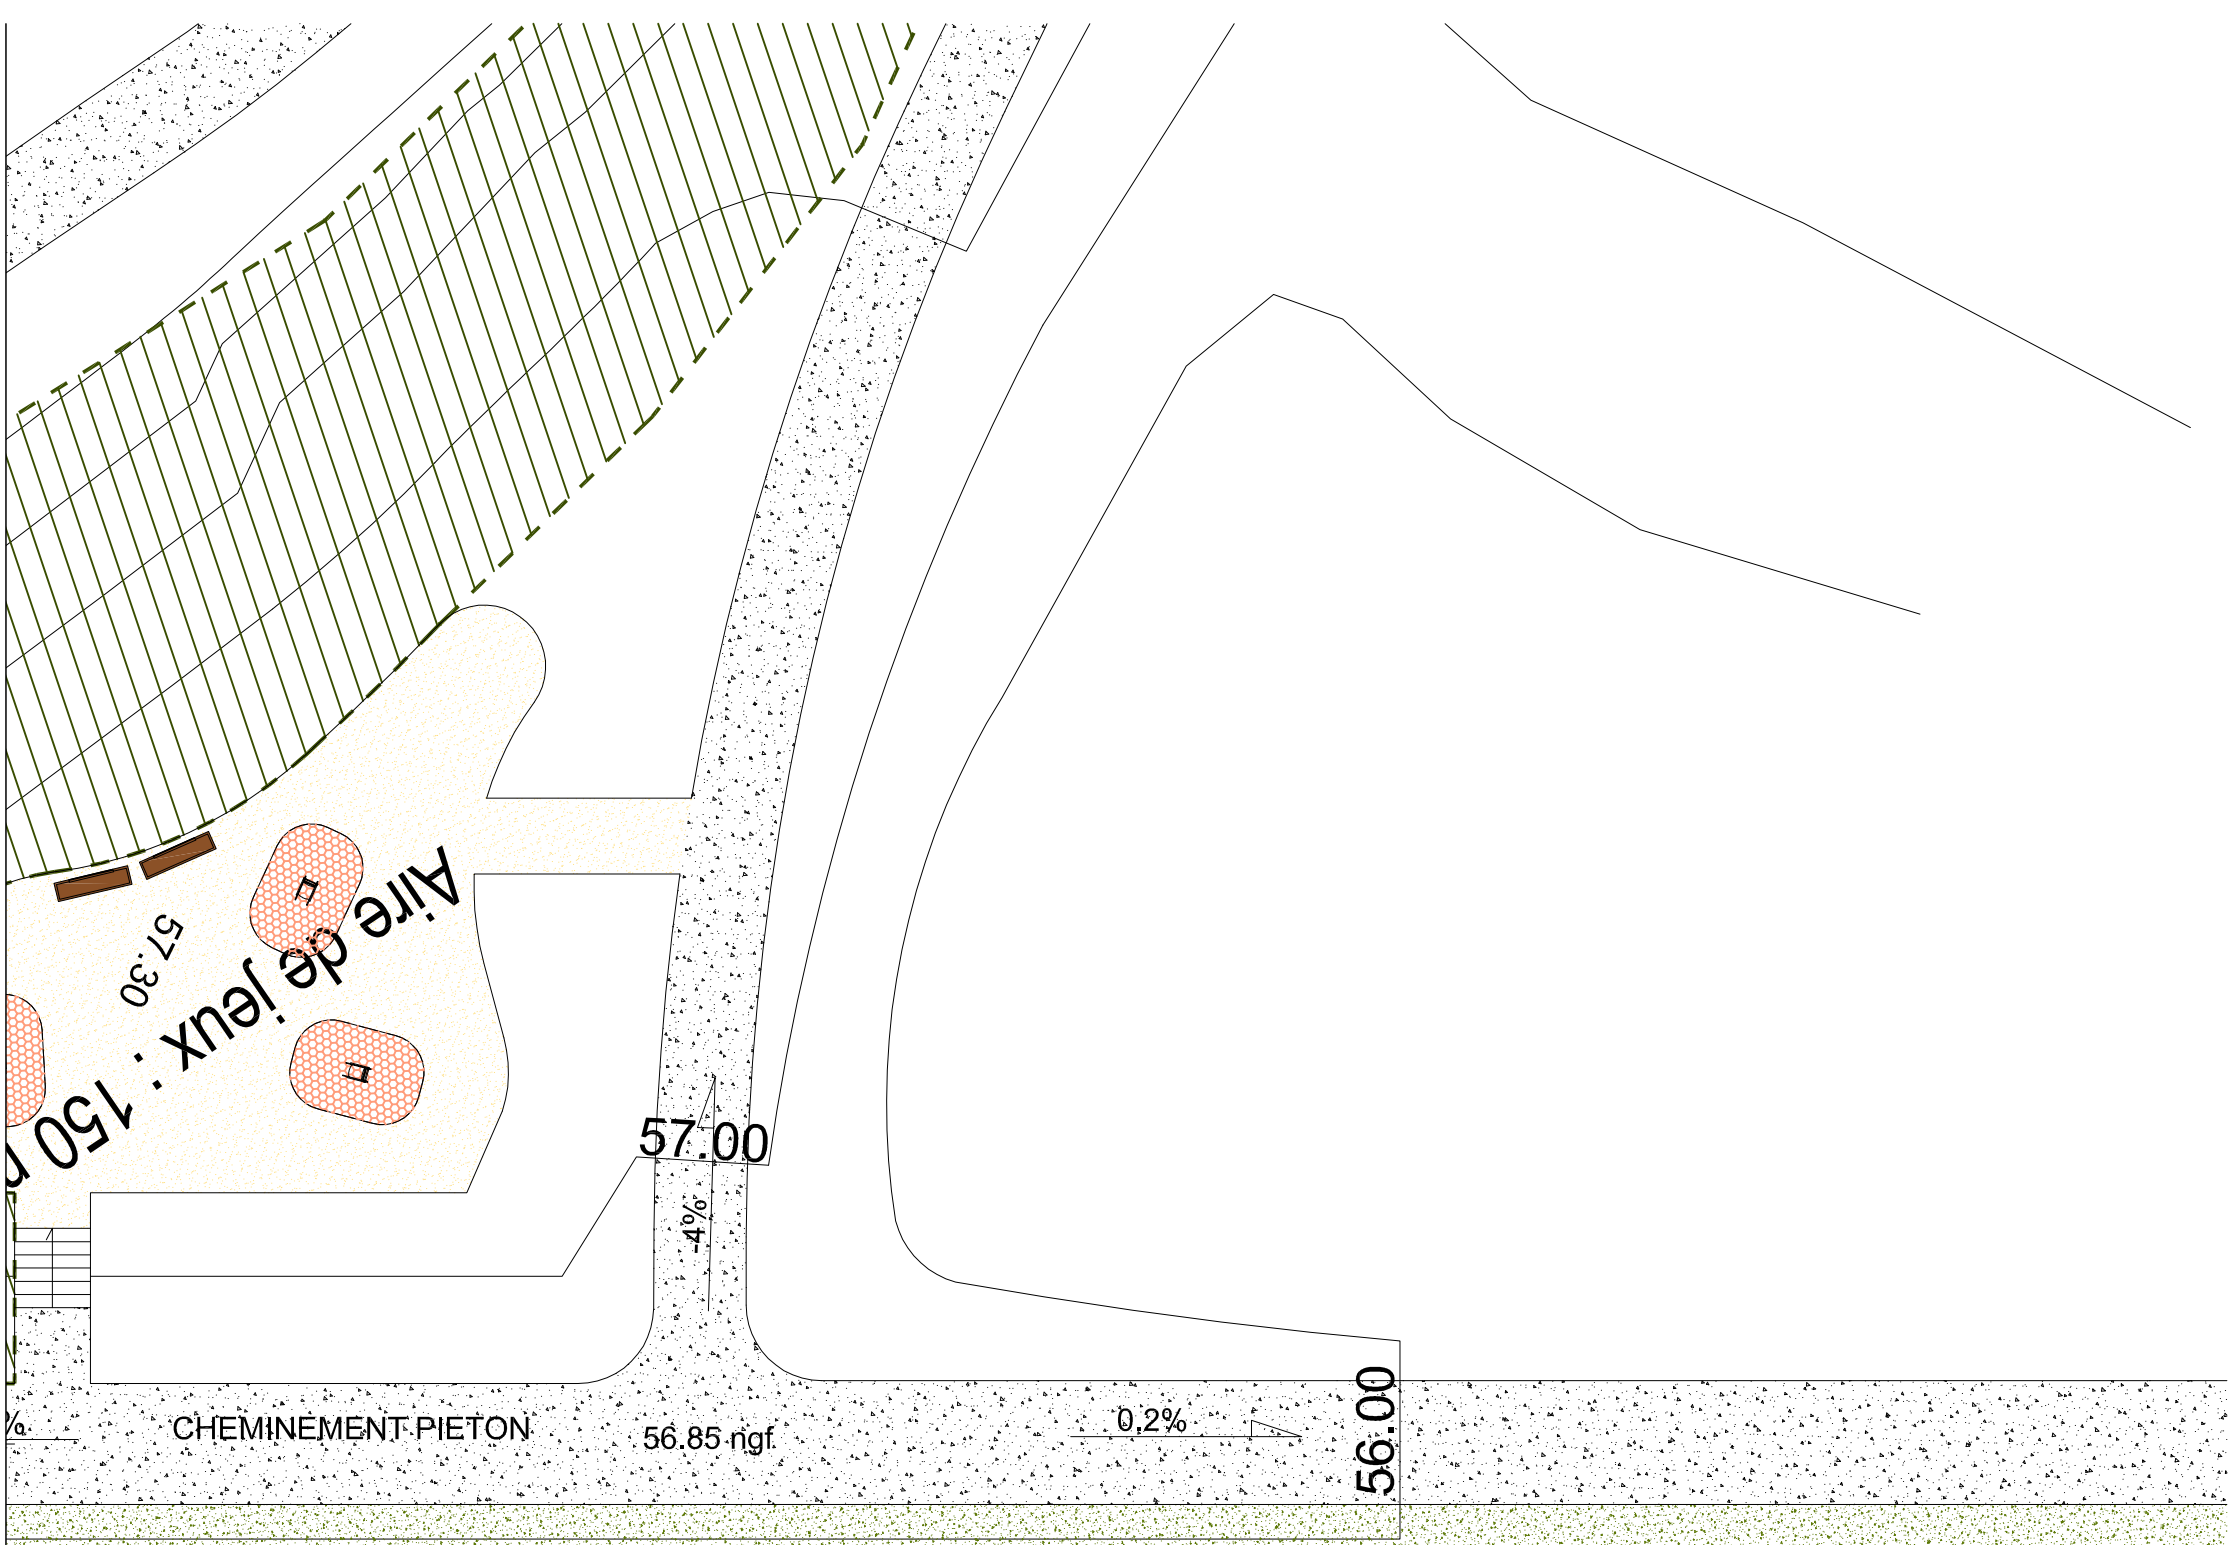 Aire de jeux : 150
57.30
57.00
-4%
%
CHEMINEMENT PIETON
56.85 ngf
0.2%
56.00